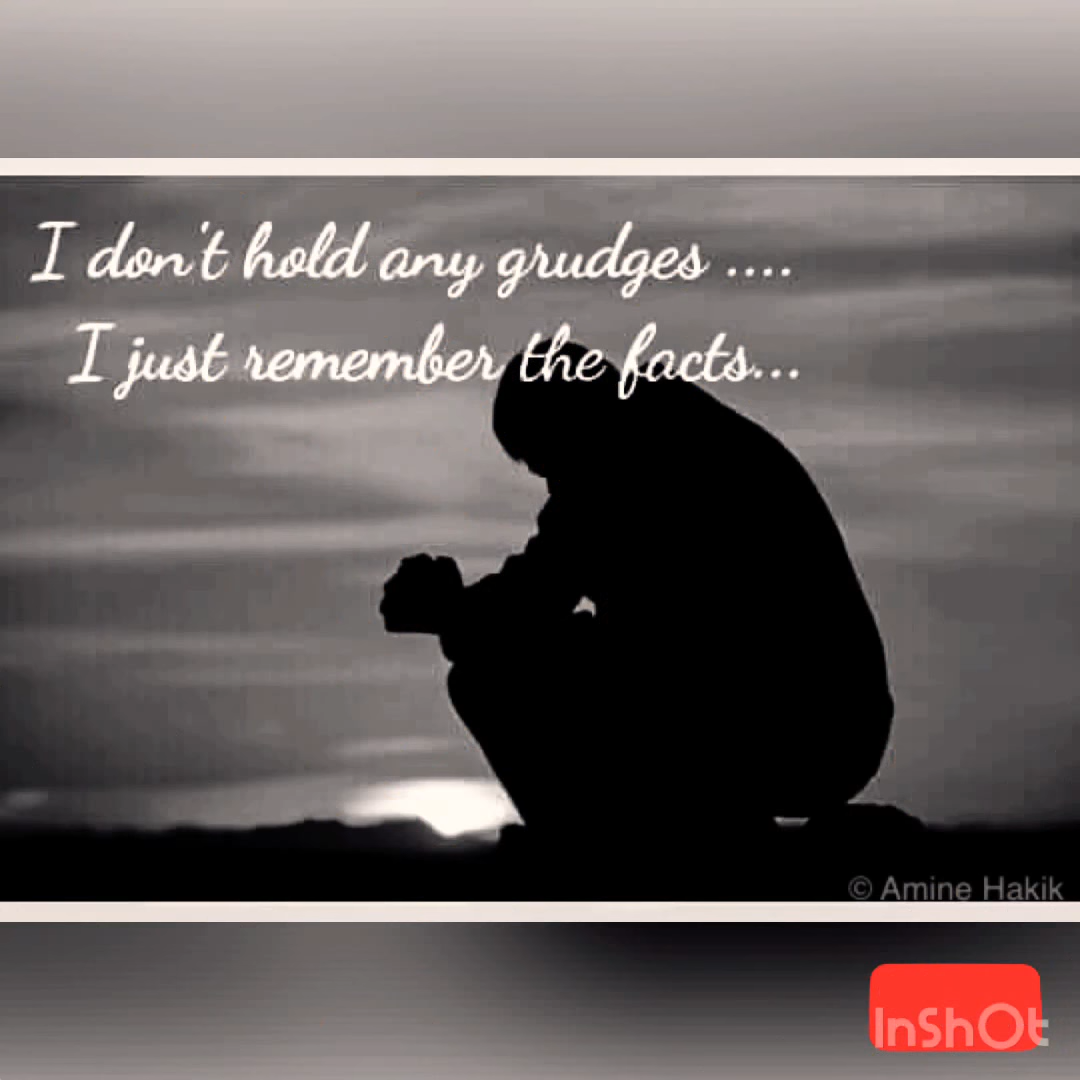 I don't hold any grudges ....
I just remember the facts...
© Amine Hakik
InShOt